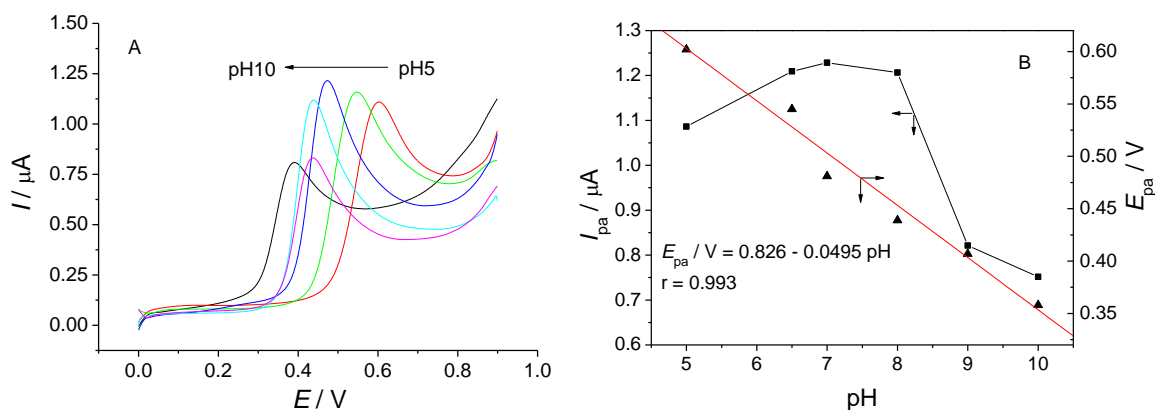 A
pH10
pH5
1.50
1.25
1.00
0.75
0.50
0.25
0.00
I / μA
0.0 0.2 0.4 0.6 0.8 1.0
E / V
B
1.3
1.2
1.1
1.0
0.9
0.8
0.7
0.6
I_pa / μA
0.60
0.55
0.50
0.45
0.40
0.35
E_pa / V
E_pa / V = 0.826 - 0.0495 pH
r = 0.993
5 6 7 8 9 10
pH